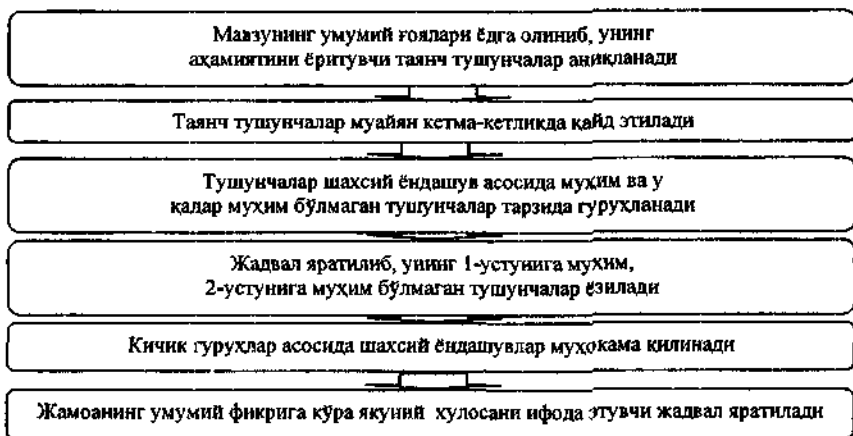 Мавзунинг умумий ғоялари ёдга олиниб, унинг
аҳамиятини ёритувчи таянч тушунчалар аниқланади
Таянч тушунчалар муайян кетма-кетликда қайд этилади
Тушунчалар шахсий ёндашув асосида муҳим ва у
қадар муҳим бўлмаган тушунчалар тарзида гуруҳланади
Жадвал яратилиб, унинг 1-устунига муҳим,
2-устунига муҳим бўлмаган тушунчалар ёзилади
Кичик гуруҳлар асосида шахсий ёндашувлар муҳокама қилинади
Жамоанинг умумий фикрига кўра якуний хулосани ифода этувчи жадвал яратилади